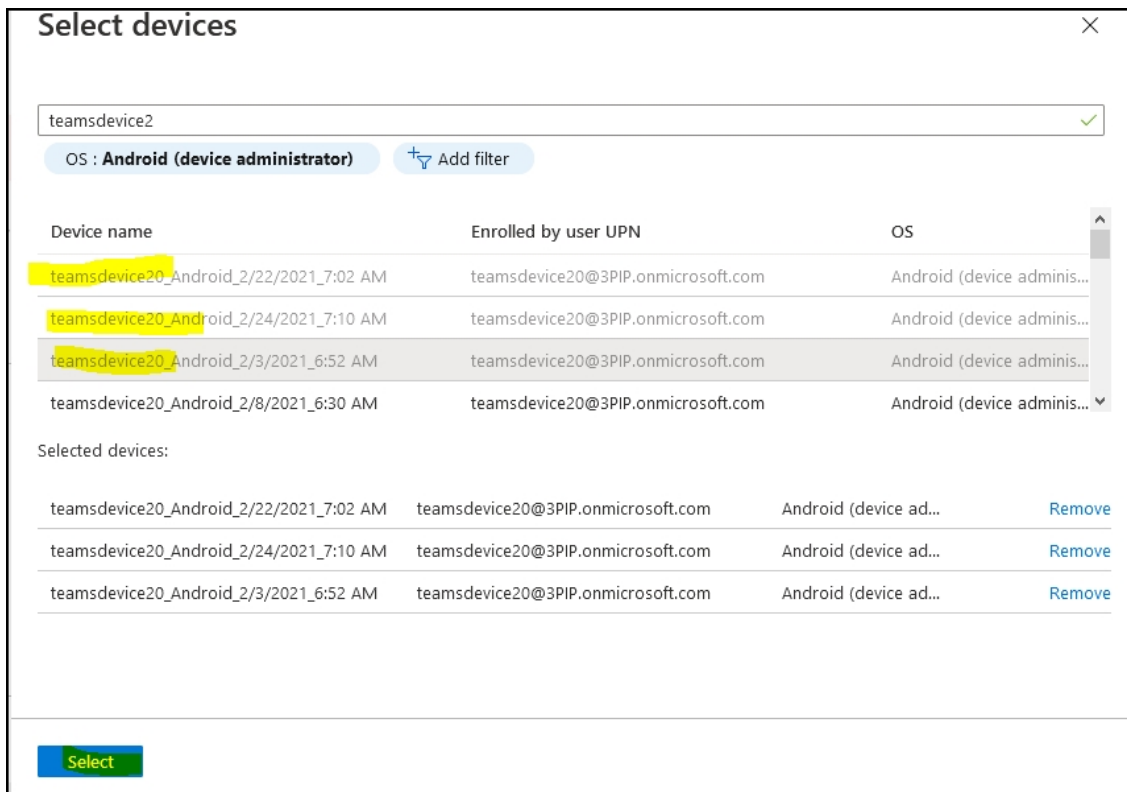 Select devices
teamsdevice2
OS : Android (device administrator) Add filter
Device name Enrolled by user UPN OS
teamsdevice20_Android_2/22/2021_7:02 AM teamsdevice20@3PIP.onmicrosoft.com Android (device adminis...
teamsdevice20_Android_2/24/2021_7:10 AM teamsdevice20@3PIP.onmicrosoft.com Android (device adminis...
teamsdevice20_Android_2/3/2021_6:52 AM teamsdevice20@3PIP.onmicrosoft.com Android (device adminis...
teamsdevice20_Android_2/8/2021_6:30 AM teamsdevice20@3PIP.onmicrosoft.com Android (device adminis...
Selected devices:
teamsdevice20_Android_2/22/2021_7:02 AM teamsdevice20@3PIP.onmicrosoft.com Android (device ad... Remove
teamsdevice20_Android_2/24/2021_7:10 AM teamsdevice20@3PIP.onmicrosoft.com Android (device ad... Remove
teamsdevice20_Android_2/3/2021_6:52 AM teamsdevice20@3PIP.onmicrosoft.com Android (device ad... Remove
Select